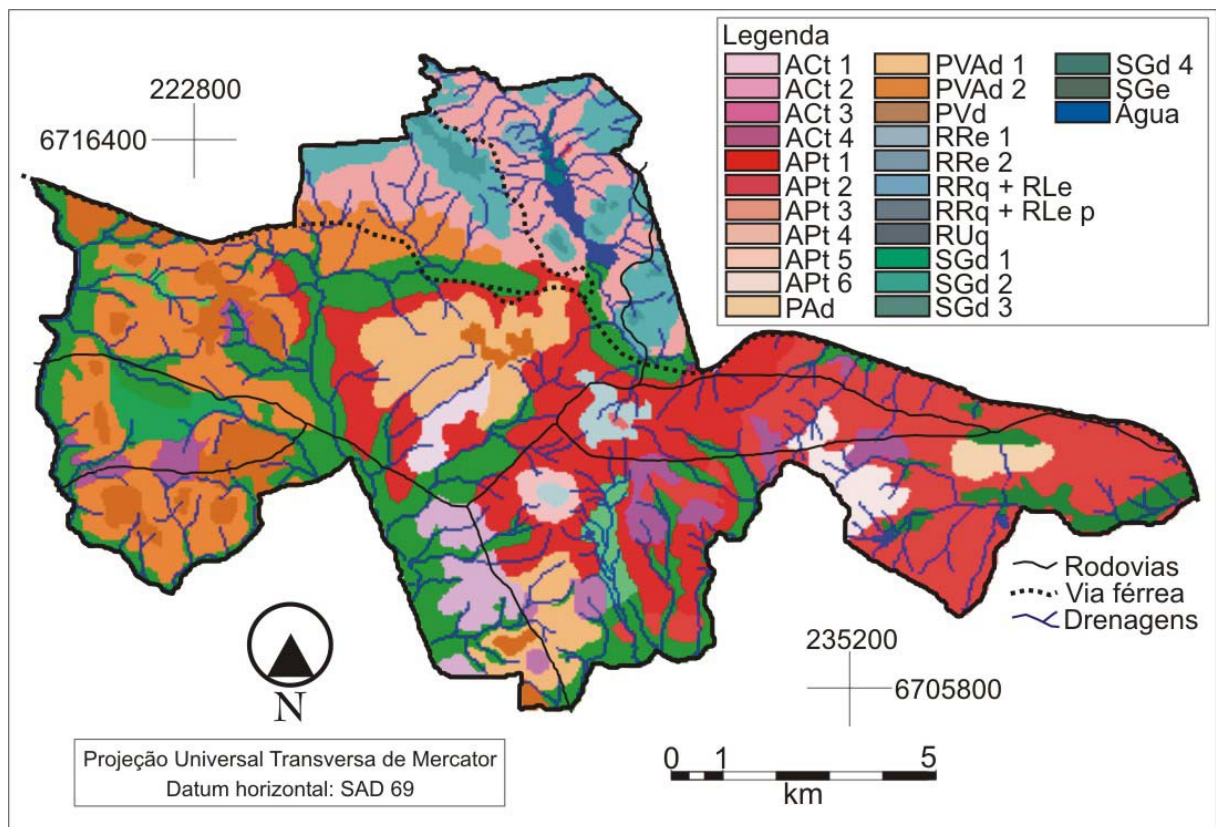 Legenda
ACt 1
ACt 2
ACt 3
ACt 4
APt 1
APt 2
APt 3
APt 4
APt 5
APt 6
PAd
PVAd 1
PVAd 2
PVd
RRe 1
RRe 2
RRq + RLe
RRq + RLe p
RUq
SGd 1
SGd 2
SGd 3
SGd 4
SGe
Água
222800
6716400
Rodovias
Via férrea
Drenagens
235200
6705800
N
Projeção Universal Transversa de Mercator
Datum horizontal: SAD 69
0 1 5
km